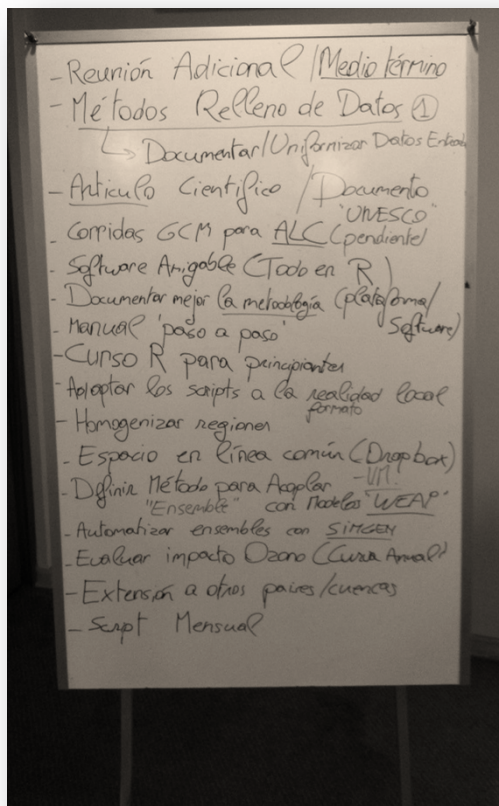 - Reunión Adicional / Medio término
- Métodos Relleno de Datos ①
↳ Documentar/Uniformizar Datos Entrada
- Artículo Científico / Documento
"UNESCO"
- Corridas GCM para ALC (pendiente)
- Software Amigable (Todo en R)
- Documentar mejor la metodología (plataforma/
Software)
- Manual 'paso a paso'
- Curso R para principiantes
- Adaptar los scripts a la realidad local
formato
- Homogenizar regiones
- Espacio en línea común (Dropbox)
- Definir Método para Acoplar
"Ensemble" con Modelos "WEAP"
- Automatizar ensembles con SIMGEN
- Evaluar impacto Ozono (Curva Anual)
- Extensión a otros países/cuencas
- Script Mensual